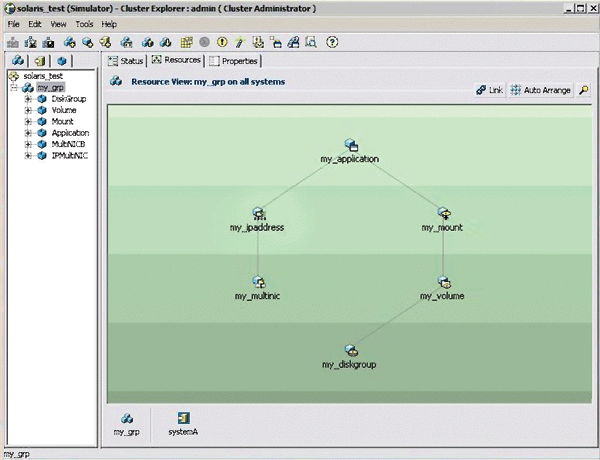 solaris_test (Simulator) - Cluster Explorer : admin ( Cluster Administrator )
File Edit View Tools Help
solaris_test
my_grp
DiskGroup
Volume
Mount
Application
MultiNICB
IPMultiNIC
Status Resources Properties
Resource View: my_grp on all systems
Link Auto Arrange
my_application
my_ipaddress my_mount
my_multinic my_volume
my_diskgroup
my_grp systemA
my_grp